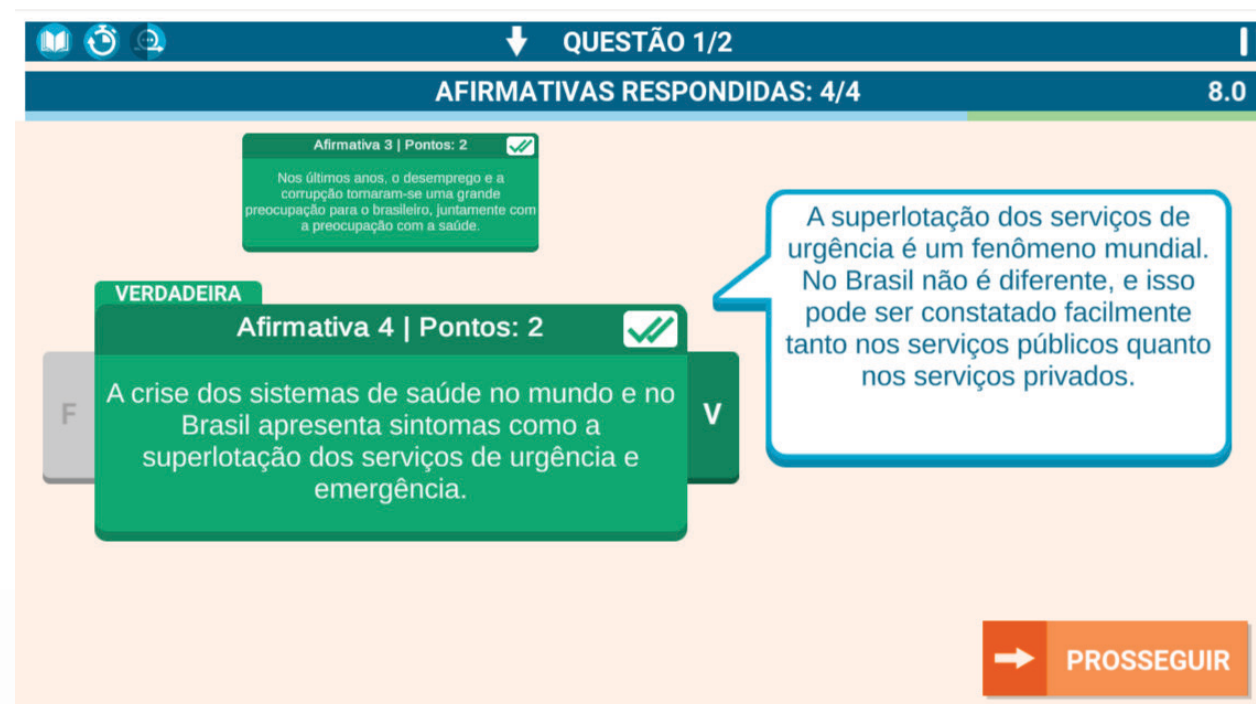 QUESTÃO 1/2
AFIRMATIVAS RESPONDIDAS: 4/4
8.0
Afirmativa 3 | Pontos: 2
Nos últimos anos, o desemprego e a
corrupção tornaram-se uma grande
preocupação para o brasileiro, juntamente com
a preocupação com a saúde.
VERDADEIRA
Afirmativa 4 | Pontos: 2
F
A crise dos sistemas de saúde no mundo e no
Brasil apresenta sintomas como a
superlotação dos serviços de urgência e
emergência.
V
A superlotação dos serviços de
urgência é um fenômeno mundial.
No Brasil não é diferente, e isso
pode ser constatado facilmente
tanto nos serviços públicos quanto
nos serviços privados.
PROSSEGUIR